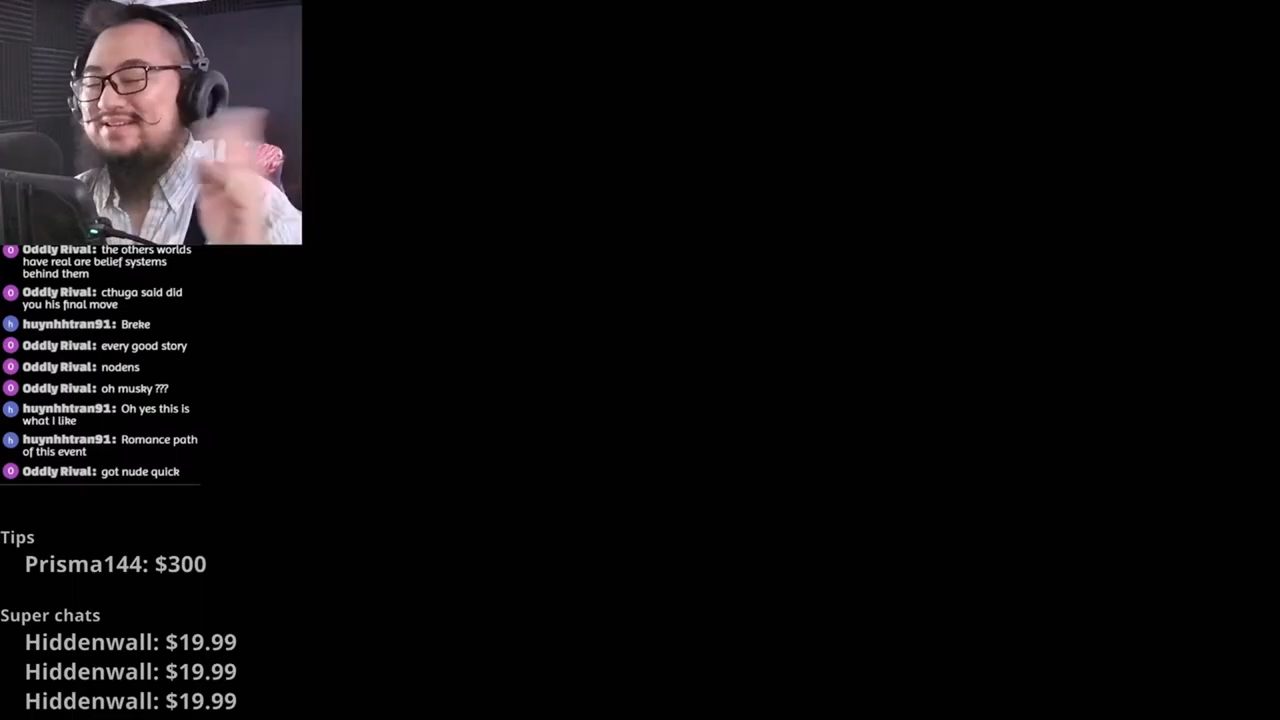 Oddly Rival: the others worlds
have real are belief systems
behind them
Oddly Rival: cthuga said did
you his final move
huynhhtran91: Breke
Oddly Rival: every good story
Oddly Rival: nodens
Oddly Rival: oh musky ???
huynhhtran91: Oh yes this is
what i like
huynhhtran91: Romance path
of this event
Oddly Rival: got nude quick
Tips
Prisma144: $300
Super chats
Hiddenwall: $19.99
Hiddenwall: $19.99
Hiddenwall: $19.99